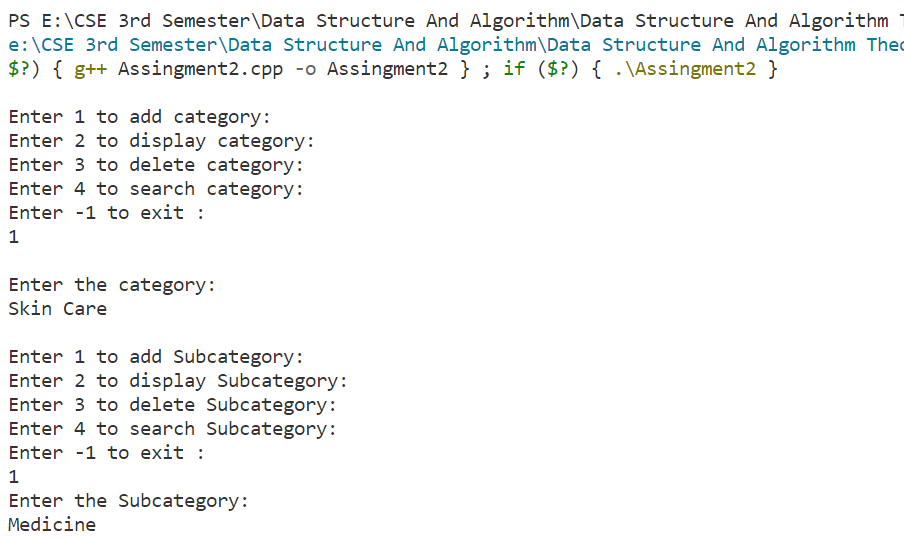 PS E:\CSE 3rd Semester\Data Structure And Algorithm\Data Structure And Algorithm
e:\CSE 3rd Semester\Data Structure And Algorithm\Data Structure And Algorithm
$?) { g++ Assingment2.cpp -o Assingment2 } ; if ($?) { .\Assingment2 }
Enter 1 to add category:
Enter 2 to display category:
Enter 3 to delete category:
Enter 4 to search category:
Enter -1 to exit :
1
Enter the category:
Skin Care
Enter 1 to add Subcategory:
Enter 2 to display Subcategory:
Enter 3 to delete Subcategory:
Enter 4 to search Subcategory:
Enter -1 to exit :
1
Enter the Subcategory:
Medicine